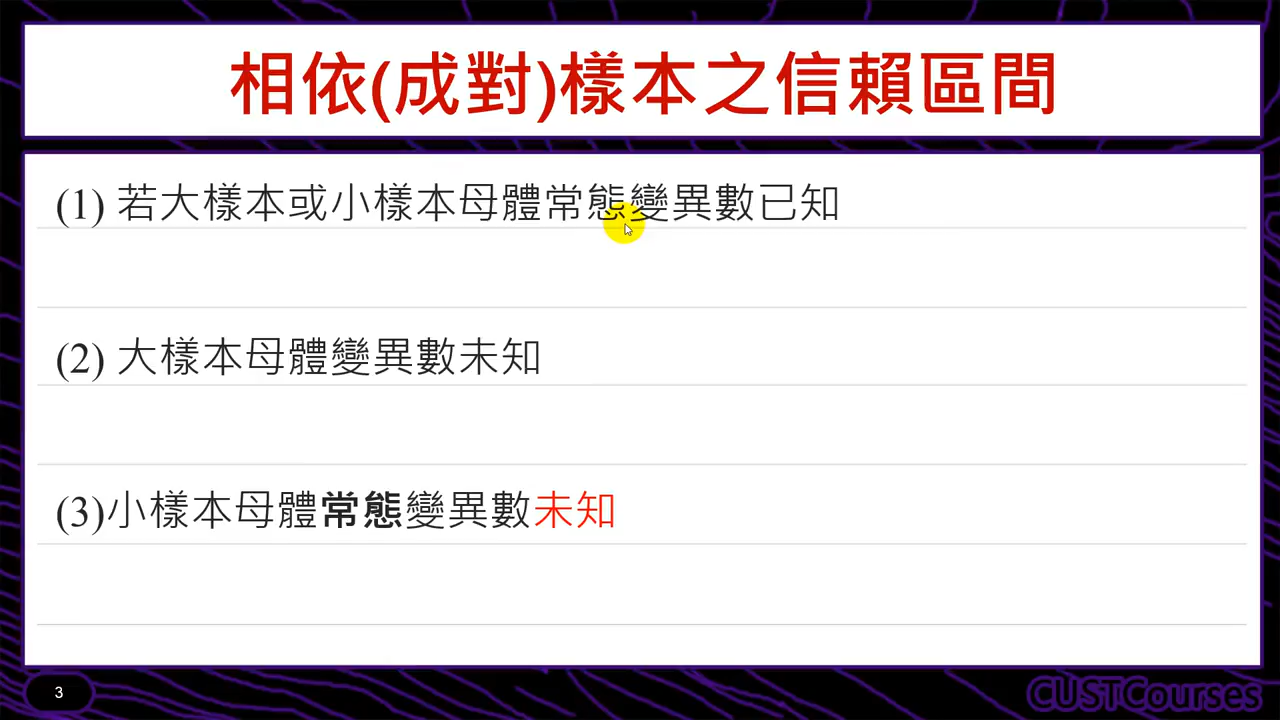 相依(成對)樣本之信賴區間
(1) 若大樣本或小樣本母體常態變異數已知
(2) 大樣本母體變異數未知
(3)小樣本母體常態變異數未知
3
CUSTCourses